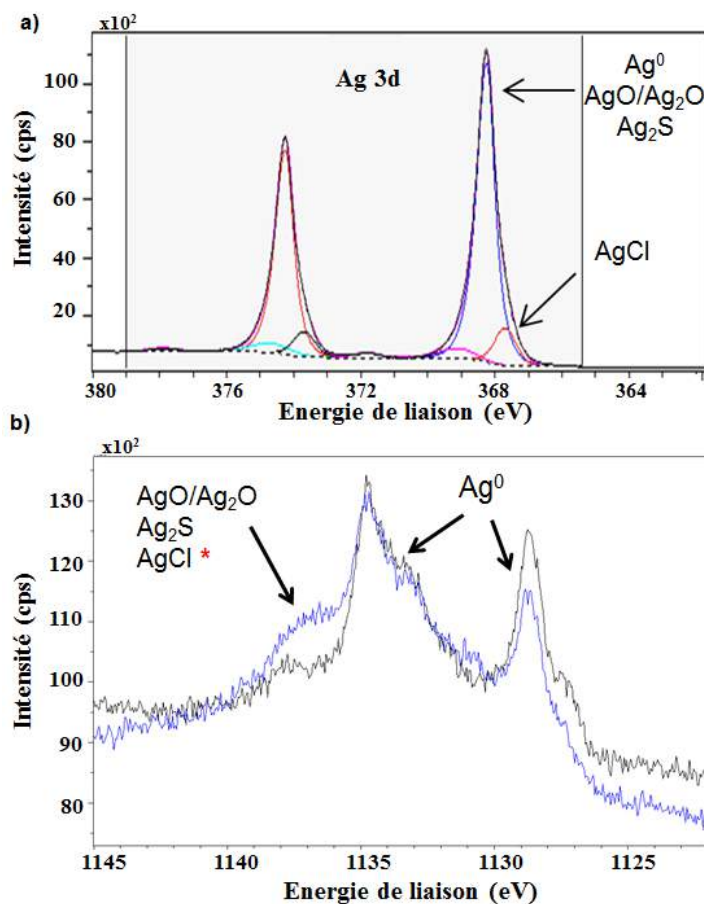 a)
x10²
Intensité (cps)
100
80
60
40
20
Ag 3d
Ag⁰
AgO/Ag₂O
Ag₂S
AgCl
380
376
372
368
364
Energie de liaison (eV)
b)
x10²
Intensité (cps)
130
120
110
100
90
80
AgO/Ag₂O
Ag₂S
AgCl *
Ag⁰
1145
1140
1135
1130
1125
Energie de liaison (eV)